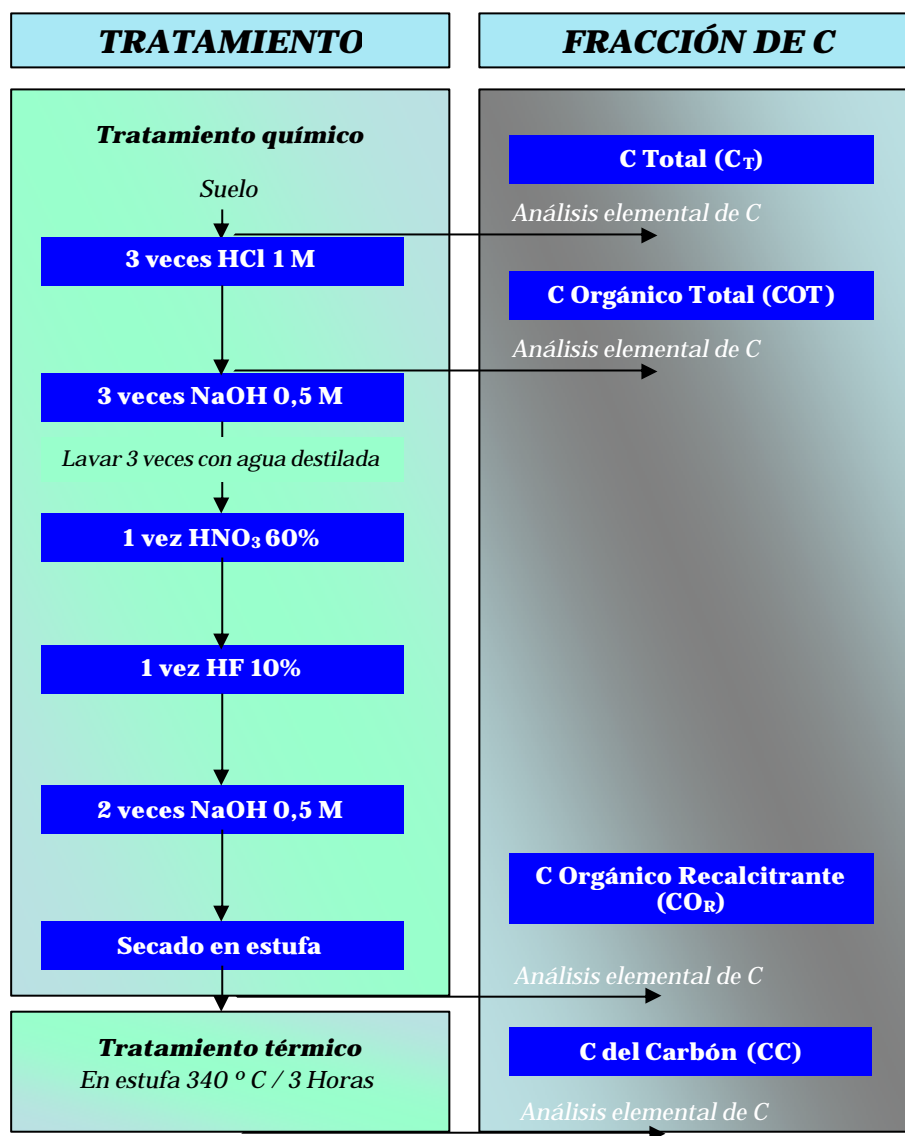 TRATAMIENTO
FRACCIÓN DE C
Tratamiento químico
Suelo
3 veces HCl 1 M
3 veces NaOH 0,5 M
Lavar 3 veces con agua destilada
1 vez HNO₃ 60%
1 vez HF 10%
2 veces NaOH 0,5 M
Secado en estufa
Tratamiento térmico
En estufa 340 º C / 3 Horas
C Total (C_T)
Análisis elemental de C
C Orgánico Total (COT)
Análisis elemental de C
C Orgánico Recalcitrante
(CO_R)
Análisis elemental de C
C del Carbón (CC)
Análisis elemental de C